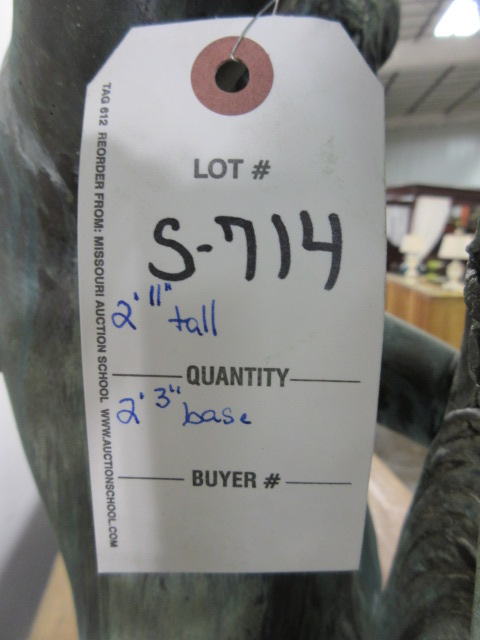 LOT #
S-714
2' 11" tall
QUANTITY
2' 3" base
BUYER #
TAG 612 REORDER FROM: MISSOURI AUCTION SCHOOL WWW.AUCTIONSCHOOL.COM